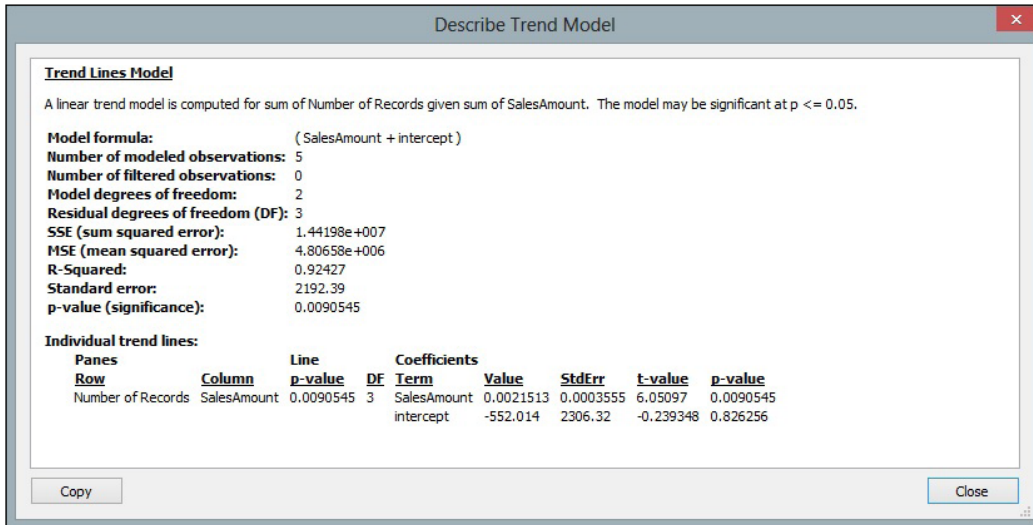 Describe Trend Model
Trend Lines Model
A linear trend model is computed for sum of Number of Records given sum of SalesAmount. The model may be significant at p <= 0.05.
Model formula: ( SalesAmount + intercept )
Number of modeled observations: 5
Number of filtered observations: 0
Model degrees of freedom: 2
Residual degrees of freedom (DF): 3
SSE (sum squared error): 1.44198e+007
MSE (mean squared error): 4.80658e+006
R-Squared: 0.92427
Standard error: 2192.39
p-value (significance): 0.0090545
Individual trend lines:
Panes Line Coefficients
Row Column p-value DF Term Value StdErr t-value p-value
Number of Records SalesAmount 0.0090545 3 SalesAmount 0.0021513 0.0003555 6.05097 0.0090545
intercept -552.014 2306.32 -0.239348 0.826256
Copy Close